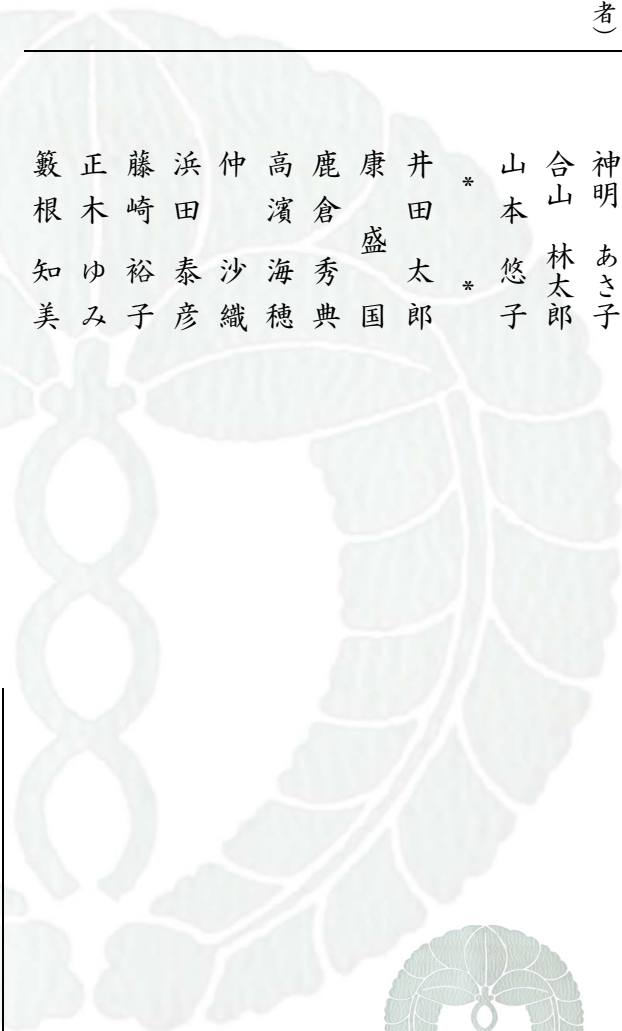 者）
神明 あさ子
合山 林太郎
山本 悠子
* *
井田 太郎
康 盛国
鹿倉 秀典
高濱 海穂
仲 沙織
浜田 泰彦
藤崎 裕子
正木 ゆみ
籔根 知美